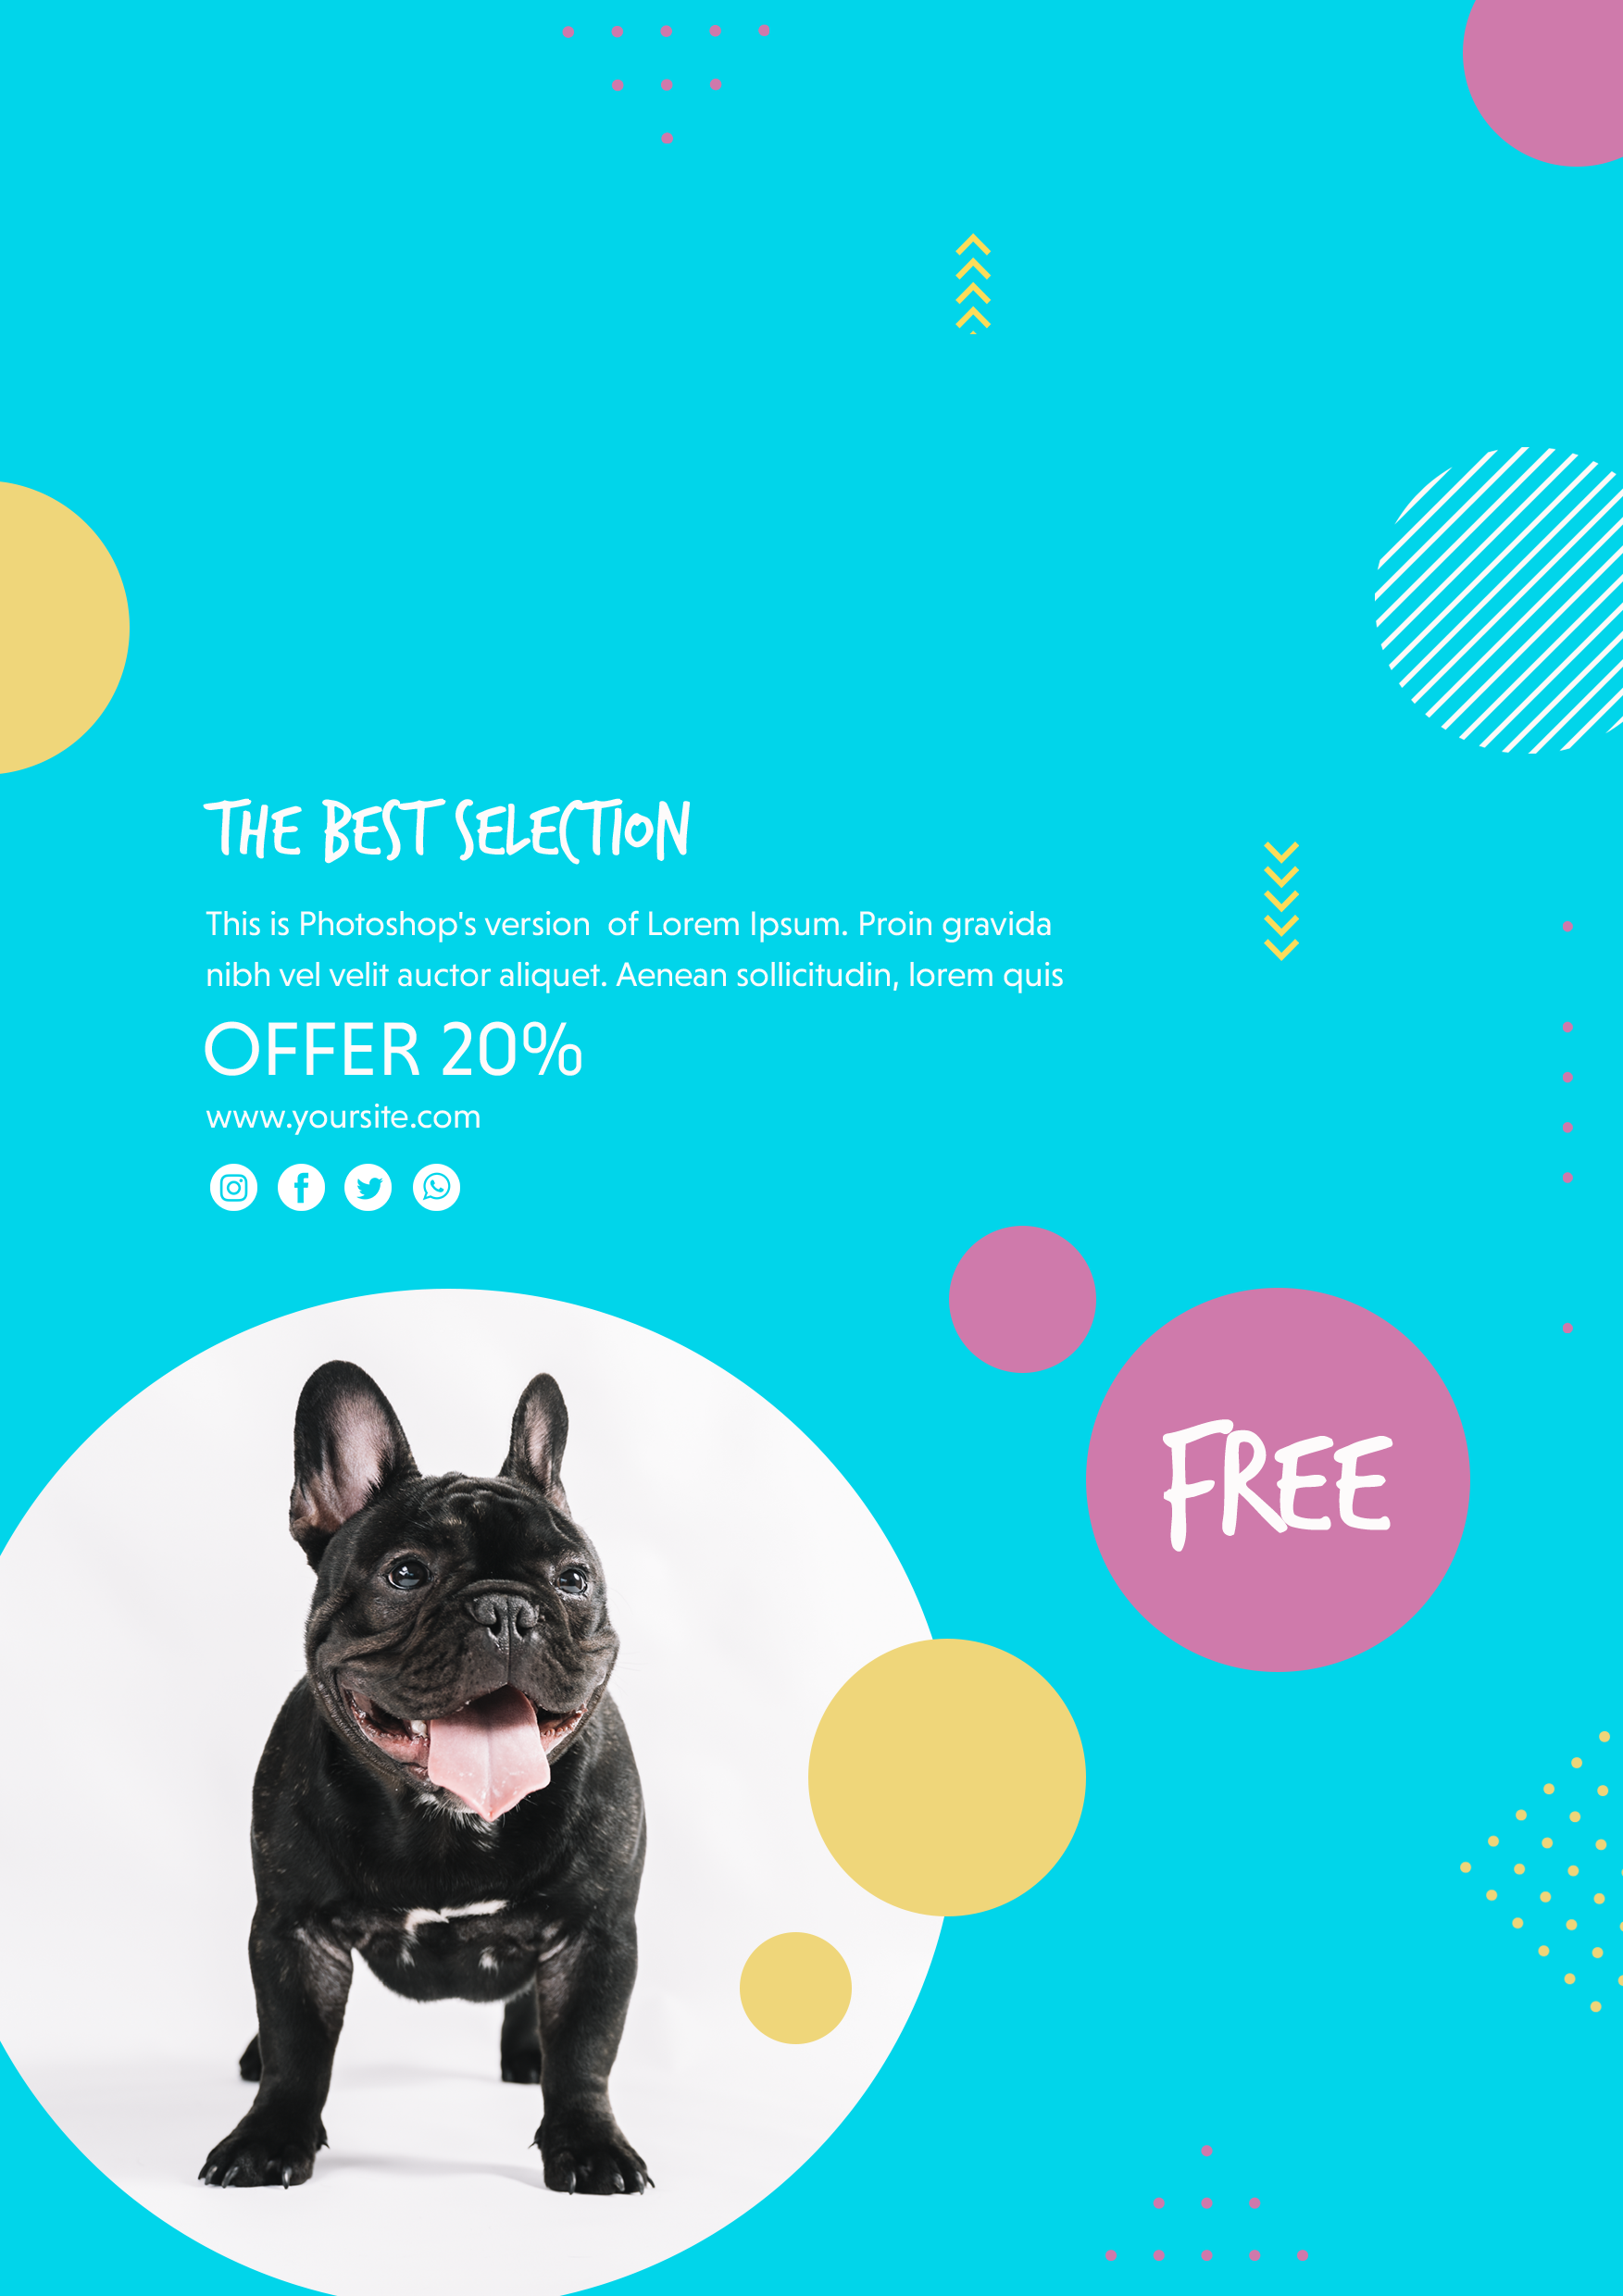 THE BEST SELECTION
This is Photoshop's version  of Lorem Ipsum. Proin gravida
nibh vel velit auctor aliquet. Aenean sollicitudin, lorem quis
OFFER 20%
www.yoursite.com
FREE